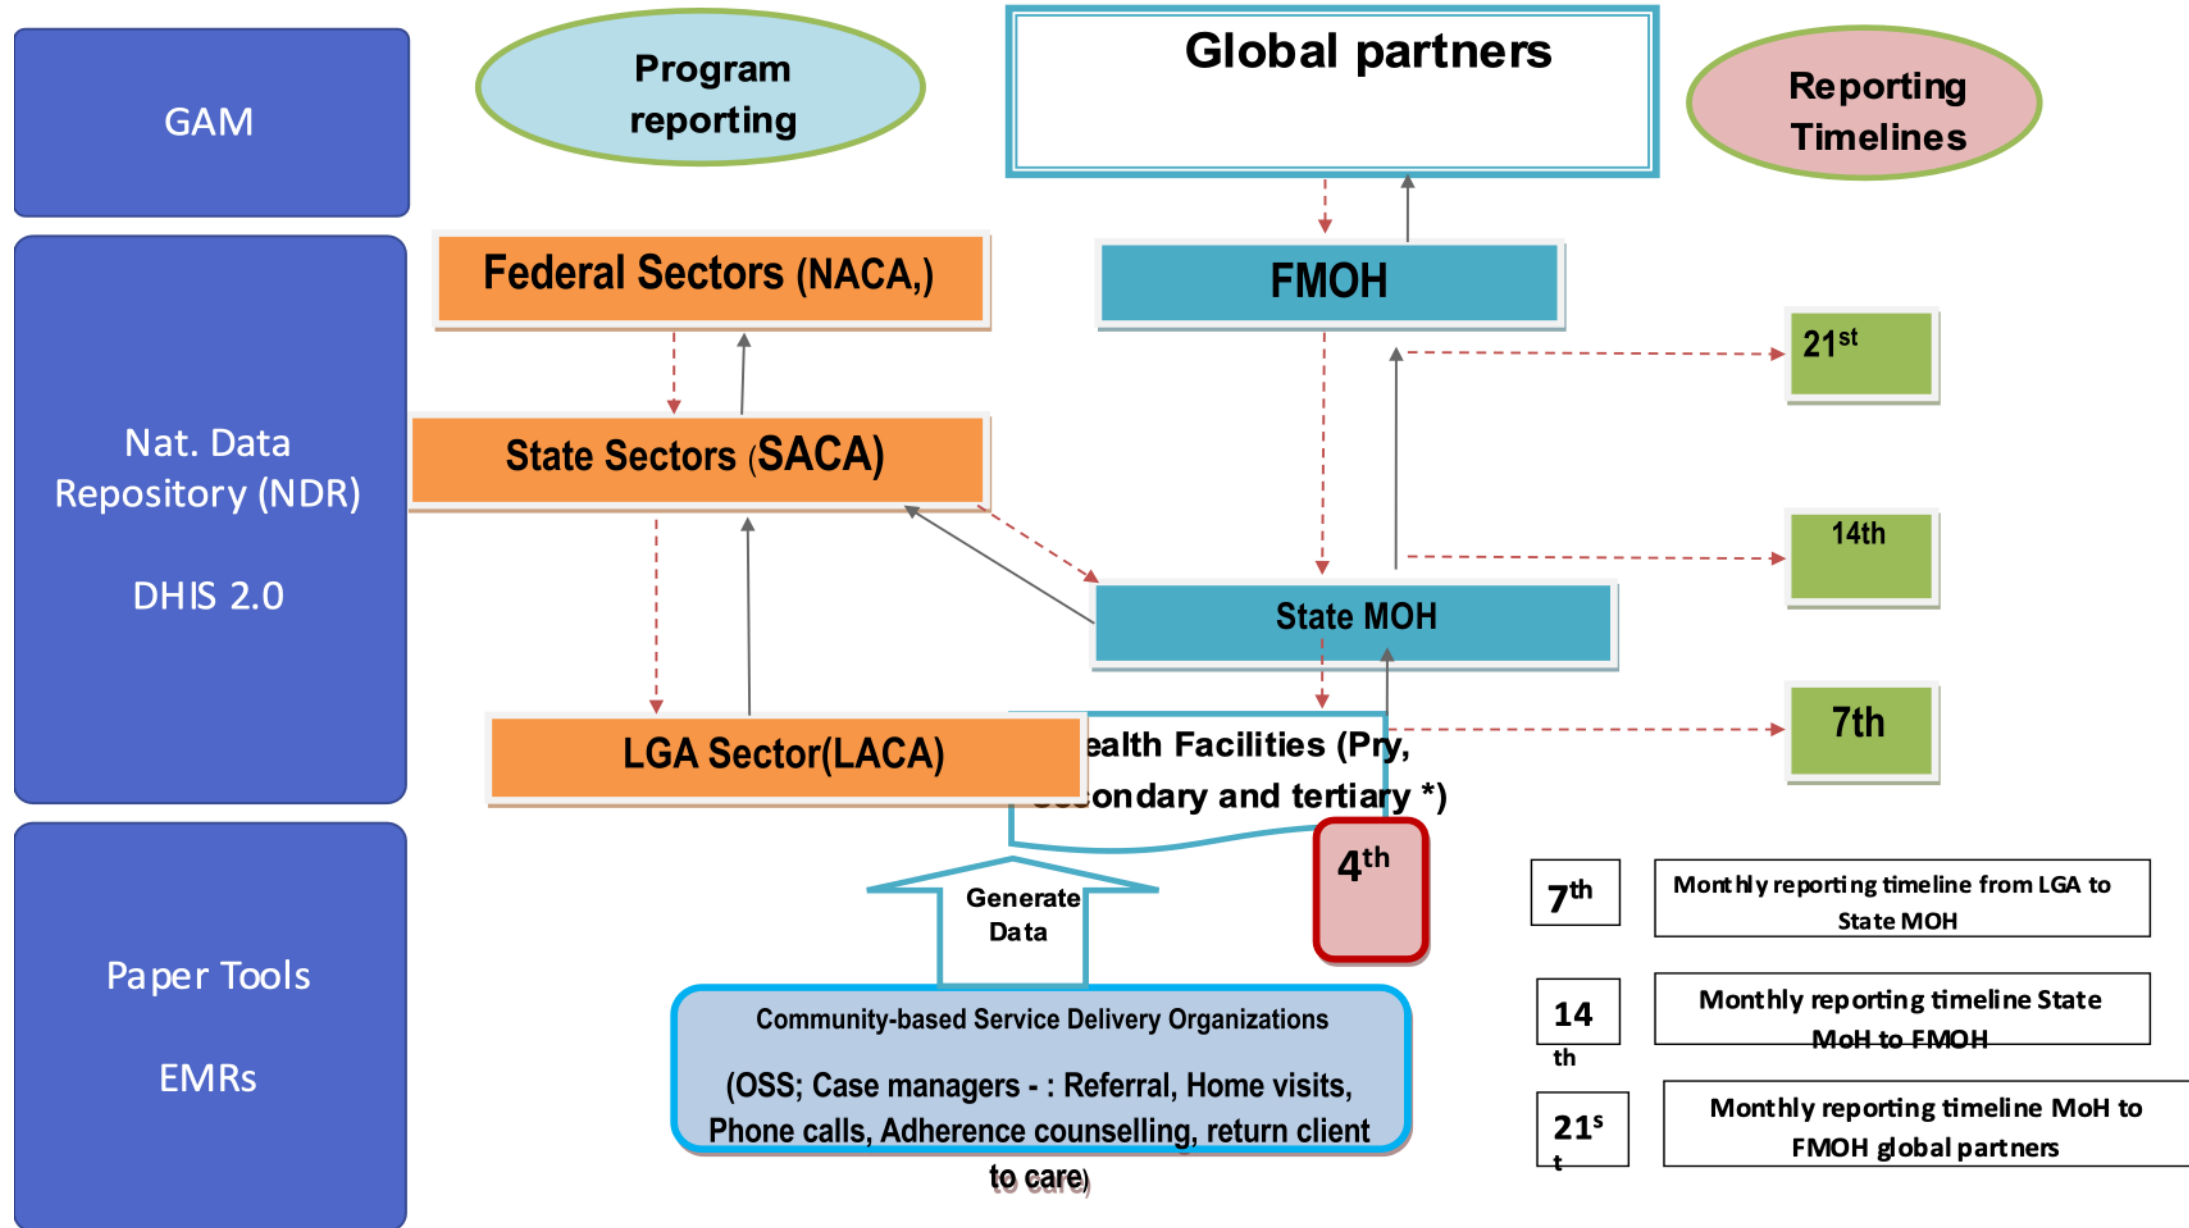 GAM
Program
reporting
Global partners
Reporting
Timelines
Federal Sectors (NACA,)
FMOH
21st
Nat. Data
Repository (NDR)
DHIS 2.0
State Sectors (SACA)
14th
State MOH
7th
LGA Sector(LACA)
ealth Facilities (Pry,
secondary and tertiary *)
4th
Generate
Data
Paper Tools
EMRs
Community-based Service Delivery Organizations
(OSS; Case managers - : Referral, Home visits,
Phone calls, Adherence counselling, return client
to care)
7th
Monthly reporting timeline from LGA to
State MOH
14
th
Monthly reporting timeline State
MoH to FMOH
21s
t
Monthly reporting timeline MoH to
FMOH global partners